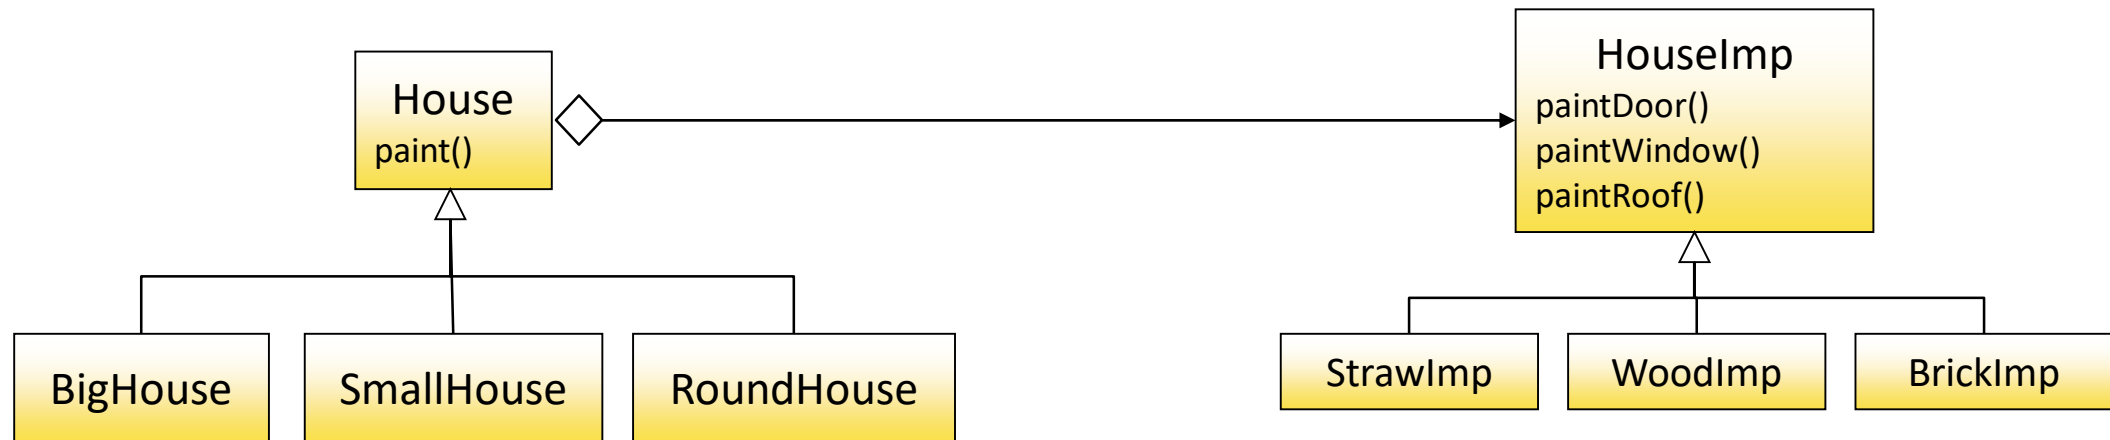 House
paint()
HouseImp
paintDoor()
paintWindow()
paintRoof()
BigHouse
SmallHouse
RoundHouse
StrawImp
WoodImp
BrickImp